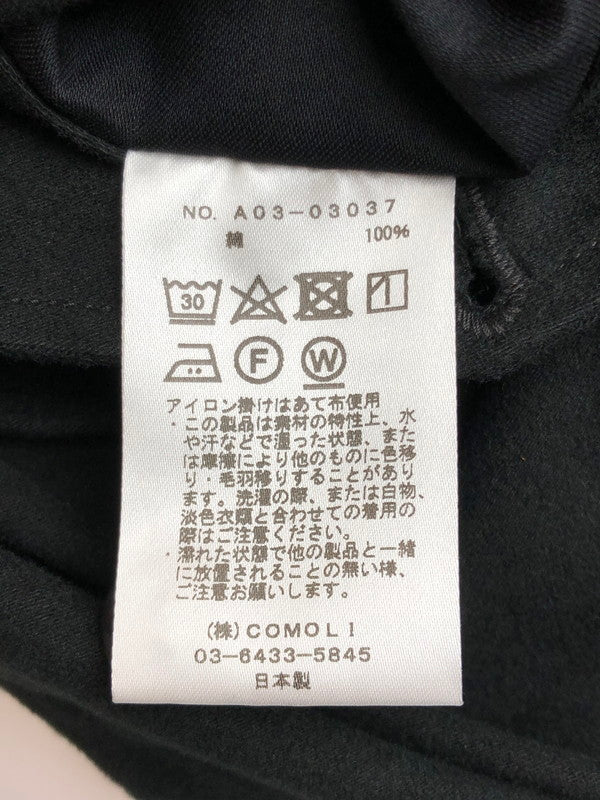 NO. A03-03037
綿 100%
30
F W
アイロン掛けはあて布使用
・この製品は素材の特性上、水
や汗などで湿った状態、また
は摩擦により他のものに色移
り・毛羽移りすることがあり
ます。洗濯の際、または白物、
淡色衣類と合わせての着用の
際はご注意ください。
・濡れた状態で他の製品と一緒
に放置されることの無い様、
ご注意お願いします。
(株)COMOLI
03-6433-5845
日本製